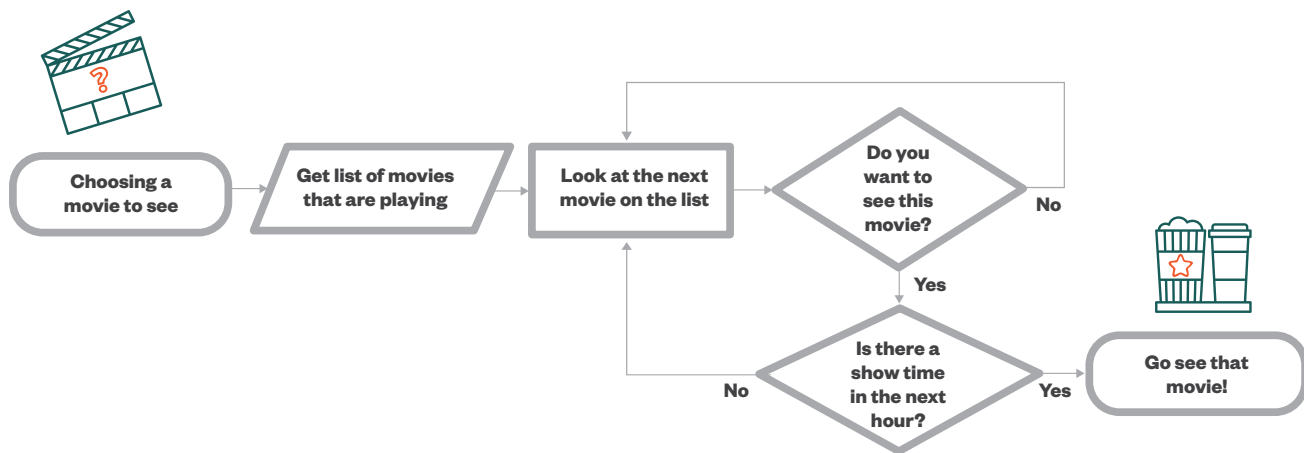 ?
Choosing a
movie to see
Get list of movies
that are playing
Look at the next
movie on the list
Do you
want to
see this
movie?
No
Yes
Is there a
show time
in the next
hour?
No
Yes
Go see that
movie!